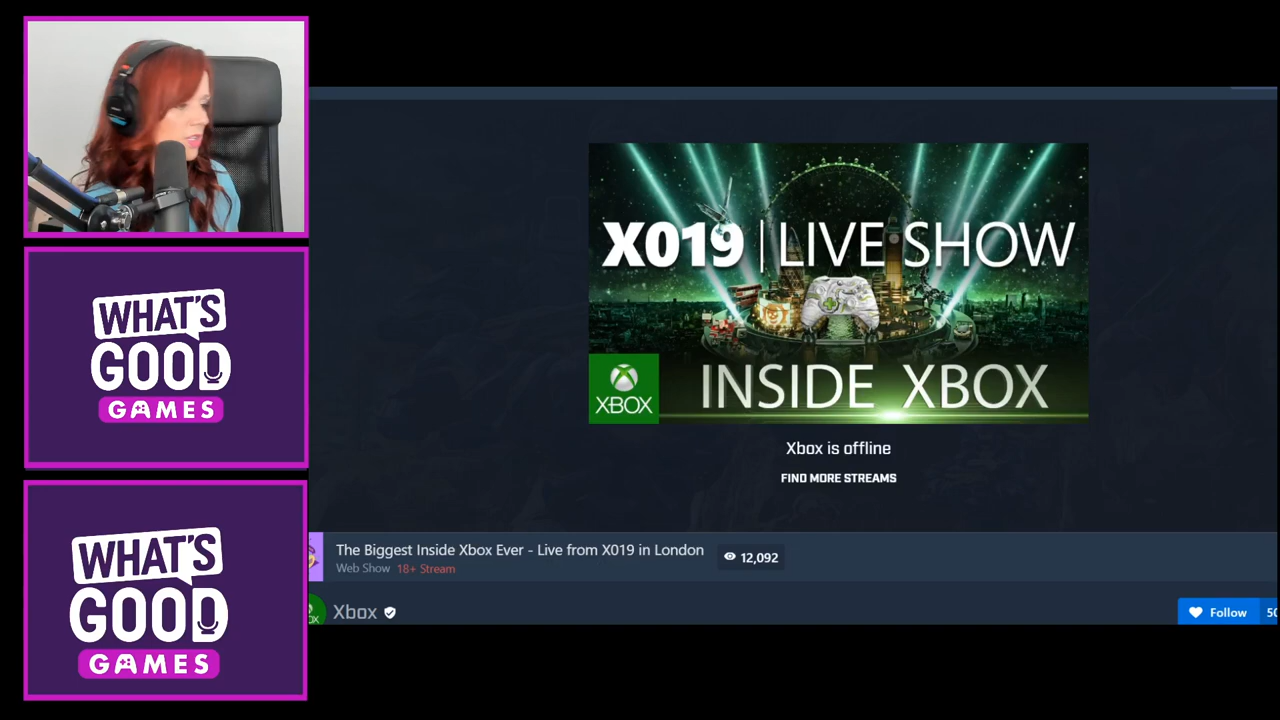 WHAT'S
GOOD
GAMES
WHAT'S
GOOD
GAMES
X019 | LIVE SHOW
XBOX
INSIDE XBOX
Xbox is offline
FIND MORE STREAMS
The Biggest Inside Xbox Ever - Live from X019 in London
12,092
Web Show 18+ Stream
Xbox
Follow